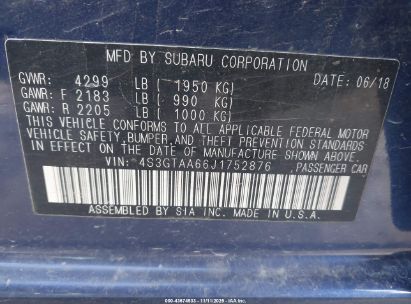 MFD BY SUBARU CORPORATION
GVWR: 4299 LB ( 1950 KG) DATE: 06/18
GAWR: F 2183 LB ( 990 KG)
GAWR: R 2205 LB ( 1000 KG)
THIS VEHICLE CONFORMS TO ALL APPLICABLE FEDERAL MOTOR
VEHICLE SAFETY, BUMPER, AND THEFT PREVENTION STANDARDS
IN EFFECT ON THE DATE OF MANUFACTURE SHOWN ABOVE.
VIN: 4S3GTAA66J1752876 , PASSENGER CAR
ASSEMBLED BY SIA INC. MADE IN U.S.A.